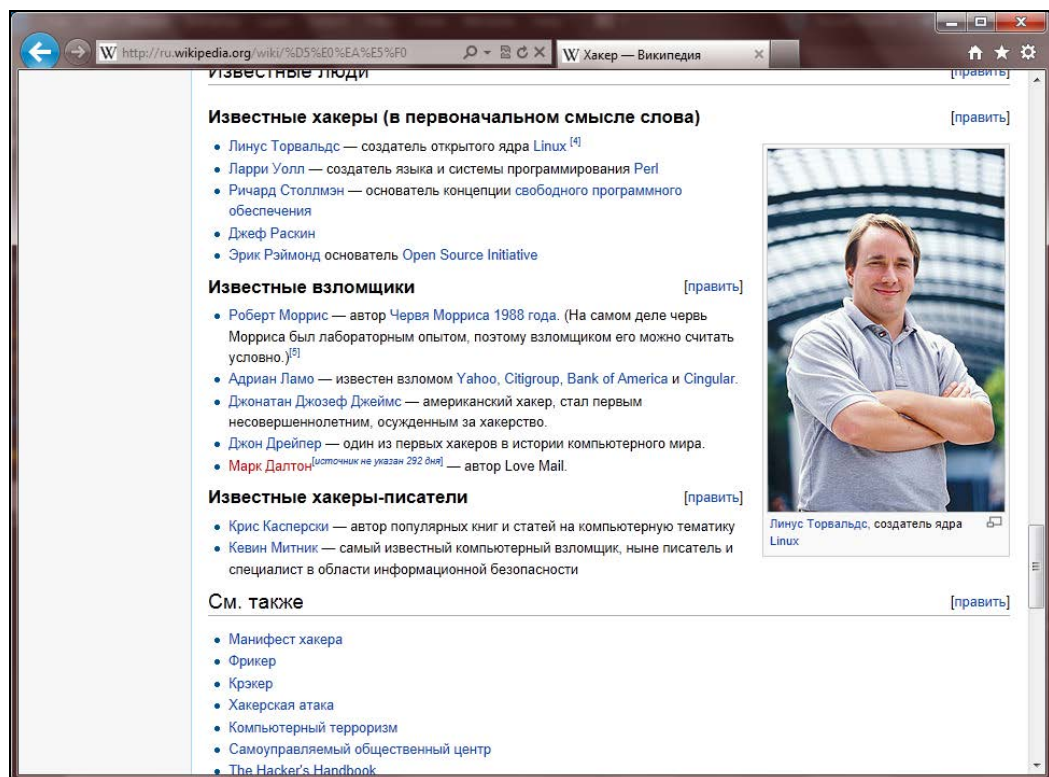 http://ru.wikipedia.org/wiki/%D5%E0%EA%E5%F0
W Хакер — Википедия
Известные люди
[править]
Известные хакеры (в первоначальном смысле слова)
[править]
Линус Торвальдс — создатель открытого ядра Linux [4]
Ларри Уолл — создатель языка и системы программирования Perl
Ричард Столлмэн — основатель концепции свободного программного
обеспечения
Джеф Раскин
Эрик Рэймонд основатель Open Source Initiative
Известные взломщики
[править]
Роберт Моррис — автор Червя Морриса 1988 года. (На самом деле червь
Морриса был лабораторным опытом, поэтому взломщиком его можно считать
условно.)[5]
Адриан Ламо — известен взломом Yahoo, Citigroup, Bank of America и Cingular.
Джонатан Джозеф Джеймс — американский хакер, стал первым
несовершеннолетним, осужденным за хакерство.
Джон Дрейпер — один из первых хакеров в истории компьютерного мира.
Марк Далтон[источник не указан 292 дня] — автор Love Mail.
Известные хакеры-писатели
[править]
Крис Касперски — автор популярных книг и статей на компьютерную тематику
Кевин Митник — самый известный компьютерный взломщик, ныне писатель и
специалист в области информационной безопасности
Линус Торвальдс, создатель ядра
Linux
См. также
[править]
Манифест хакера
Фрикер
Крэкер
Хакерская атака
Компьютерный терроризм
Самоуправляемый общественный центр
The Hacker's Handbook